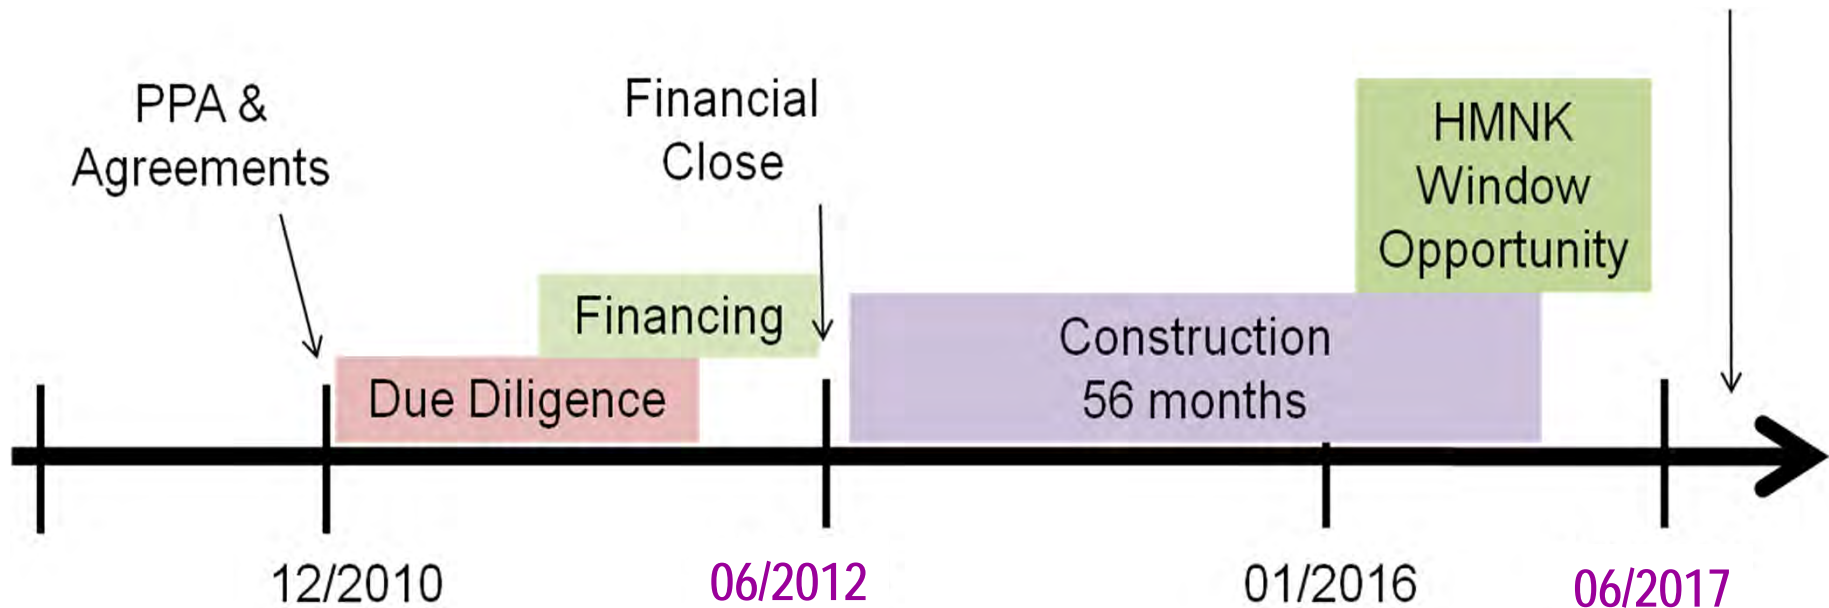 PPA &
Agreements
Financial
Close
HMNK
Window
Opportunity
Financing
Due Diligence
Construction
56 months
12/2010
06/2012
01/2016
06/2017